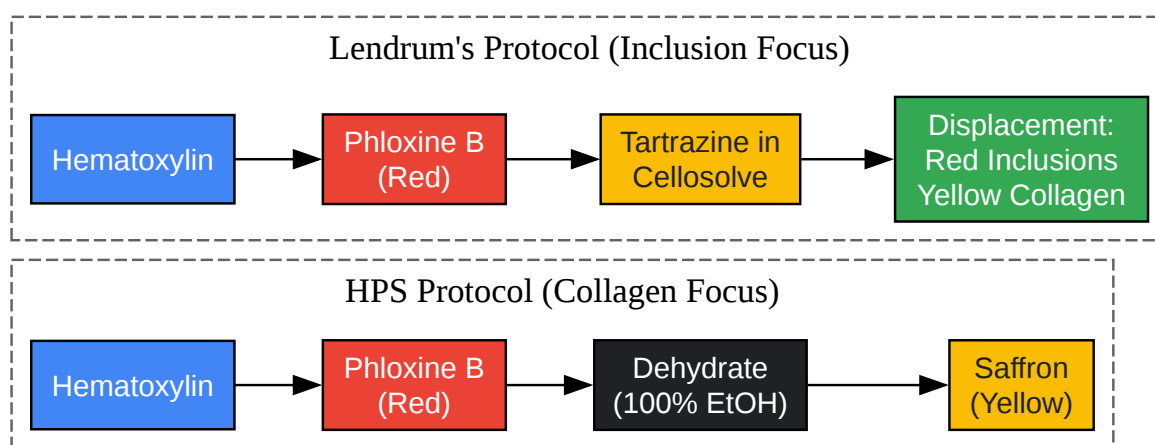 Lendrum's Protocol (Inclusion Focus)
Hematoxylin
Phloxine B
(Red)
Tartrazine in
Cellosolve
Displacement:
Red Inclusions
Yellow Collagen
HPS Protocol (Collagen Focus)
Hematoxylin
Phloxine B
(Red)
Dehydrate
(100% EtOH)
Saffron
(Yellow)